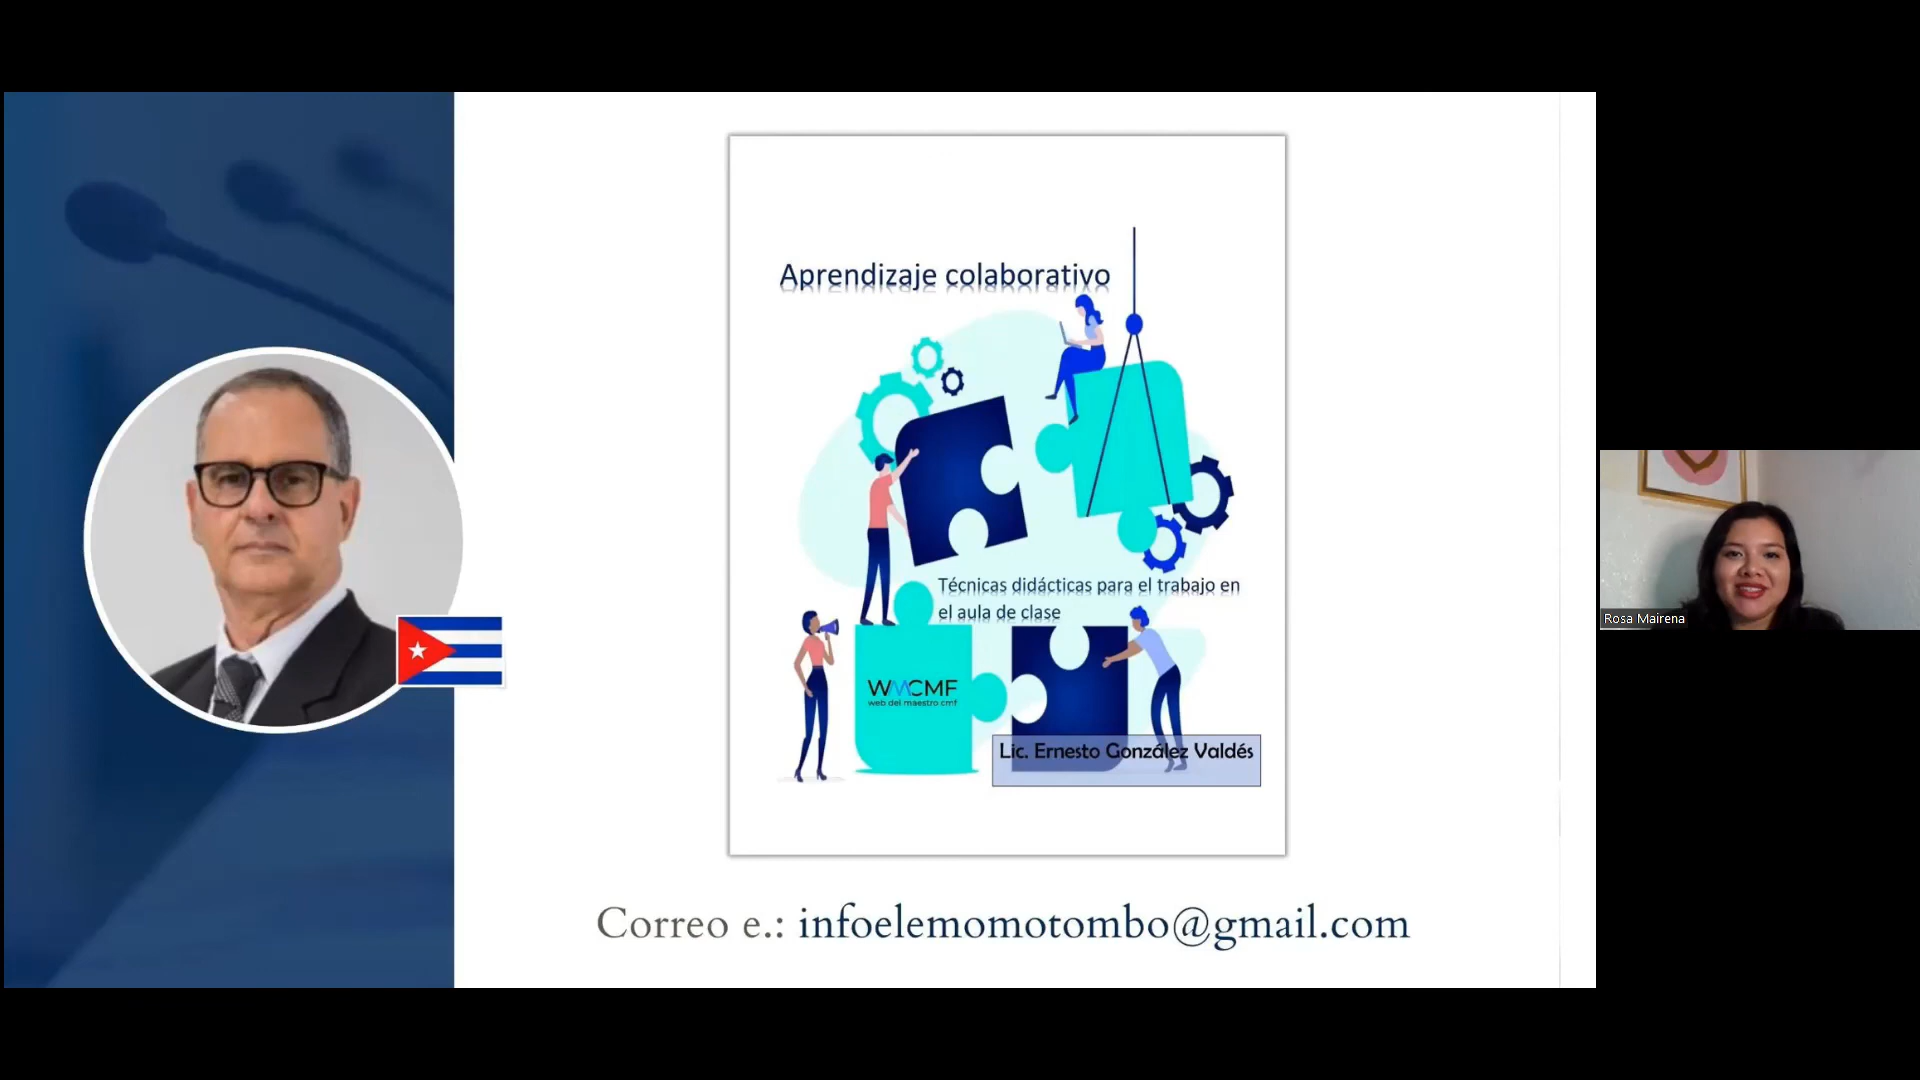 Aprendizaje colaborativo
Técnicas didácticas para el trabajo en
el aula de clase
WMCMF
web del maestro cmf
Lic. Ernesto González Valdés
Correo e.: infoelemomotombo@gmail.com
Rosa Mairena